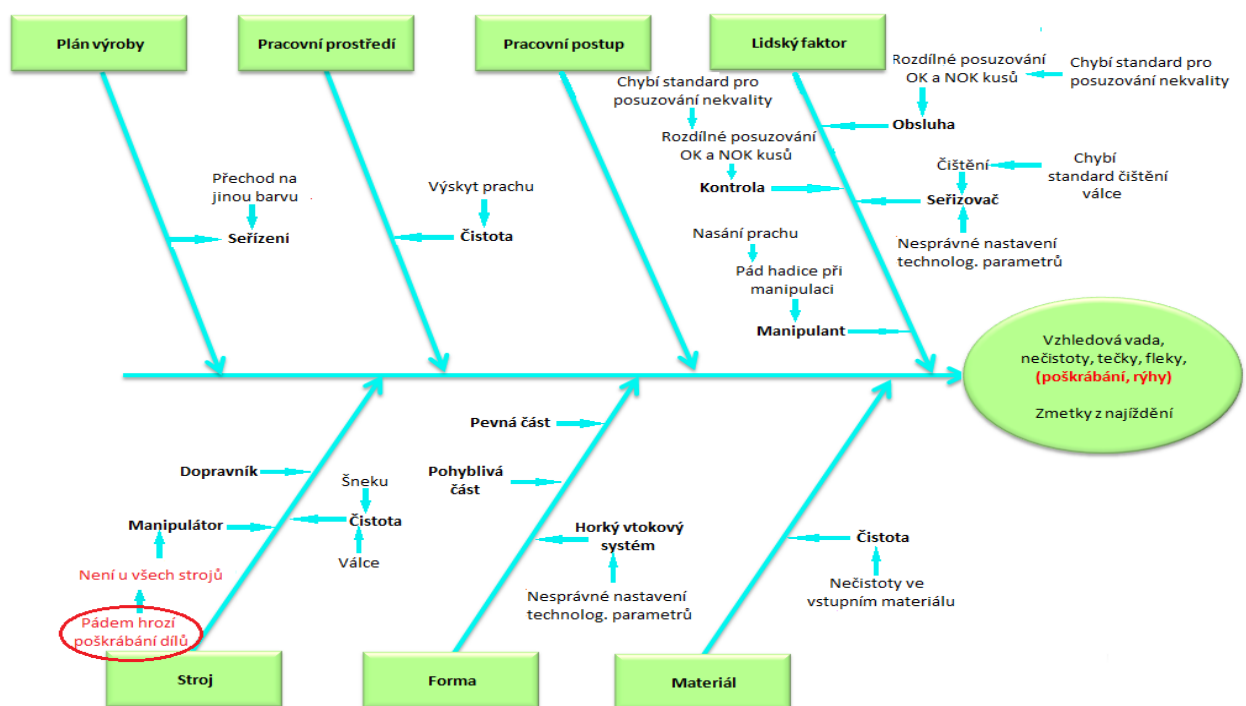 Plán výroby
Pracovní prostředí
Pracovní postup
Lidský faktor
Přechod na
jinou barvu
Seřízení
Výskyt prachu
Čistota
Chybí standard pro
posuzování nekvality
Rozdílné posuzování
OK a NOK kusů
Kontrola
Nasání prachu
Pád hadice při
manipulaci
Manipulant
Rozdílné posuzování
OK a NOK kusů
Chybí standard pro
posuzování nekvality
Obsluha
Čištění
Chybí
standard čištění
válce
Seřizovač
Nesprávné nastavení
technolog. parametrů
Vzhledová vada,
nečistoty, tečky, fleky,
(poškrábání, rýhy)
Zmetky z najíždění
Dopravník
Manipulátor
Není u všech strojů
Pádem hrozí
poškrábání dílů
Šneku
Čistota
Válce
Stroj
Pevná část
Pohyblivá
část
Horký vtokový
systém
Nesprávné nastavení
technolog. parametrů
Forma
Čistota
Nečistoty ve
vstupním materiálu
Materiál